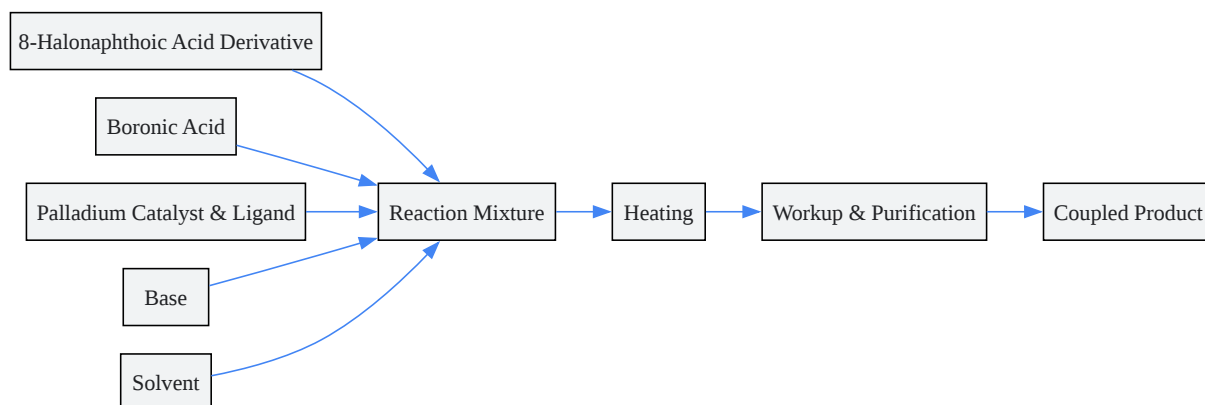 8-Halonaphthoic Acid Derivative
Boronic Acid
Palladium Catalyst & Ligand
Base
Solvent
Reaction Mixture
Heating
Workup & Purification
Coupled Product